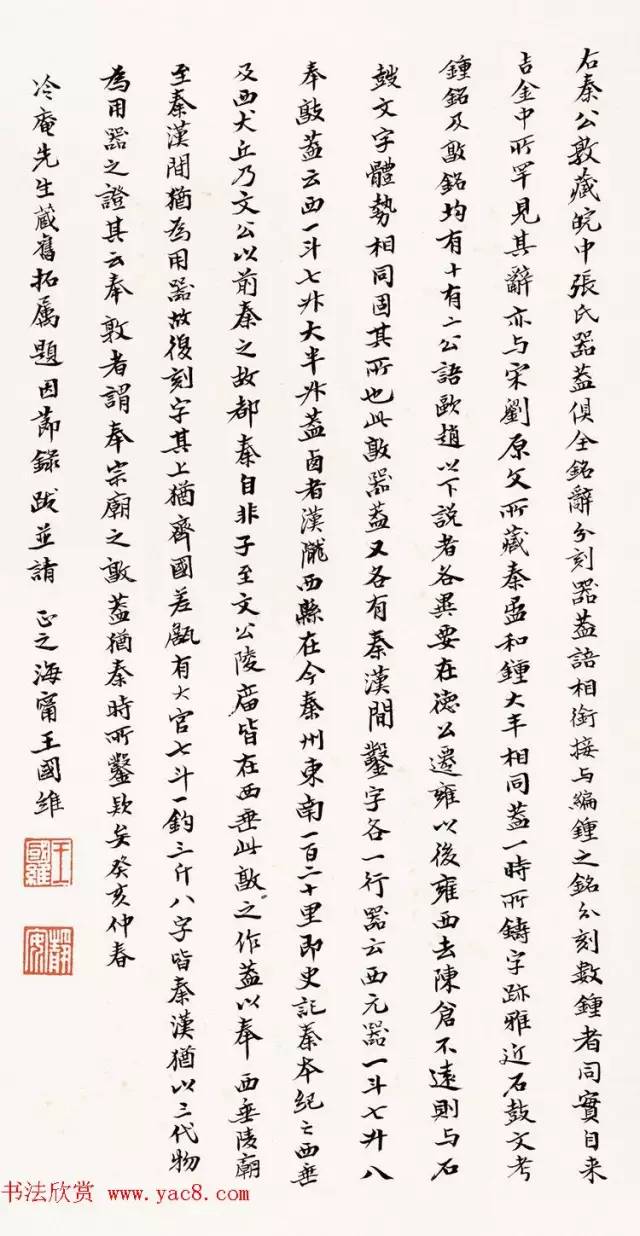 右秦公敦藏皖中張氏器蓋俱全銘辭分刻器蓋語相銜接与編鍾之銘分刻數鍾者同實自来
吉金中所罕見其辭亦与宋劉原父所藏秦盄和鍾大半相同蓋一時所鑄字跡雅近石鼓文考
鍾銘及敦銘均有十有二公語歐趙以下説者各異要在德公遷雍以後雍西去陳倉不遠則与石
鼓文字體勢相同固其所也此敦器蓋又各有秦漢間鑿字各一行器云西元器一斗七升八
奉敦蓋云西一斗七升大半升蓋西者漢隴西縣在今秦州東南一百二十里即史記秦本紀之西垂
及西犬丘乃文公以前秦之故都秦自非子至文公陵廟皆在西垂此敦之作蓋以奉西垂陵廟
至秦漢間猶為用器故復刻字其上猶齊國差𦉜有大官七斗一鈞三斤八字皆秦漢猶以三代物
為用器之證其云奉敦者謂奉宗廟之敦蓋猶秦時所鑿欵矣癸亥仲春
冷庵先生蔵舊拓属題因節錄跋並請 正之海甯王國維
王國維
靜安
书法欣赏 www.yac8.com